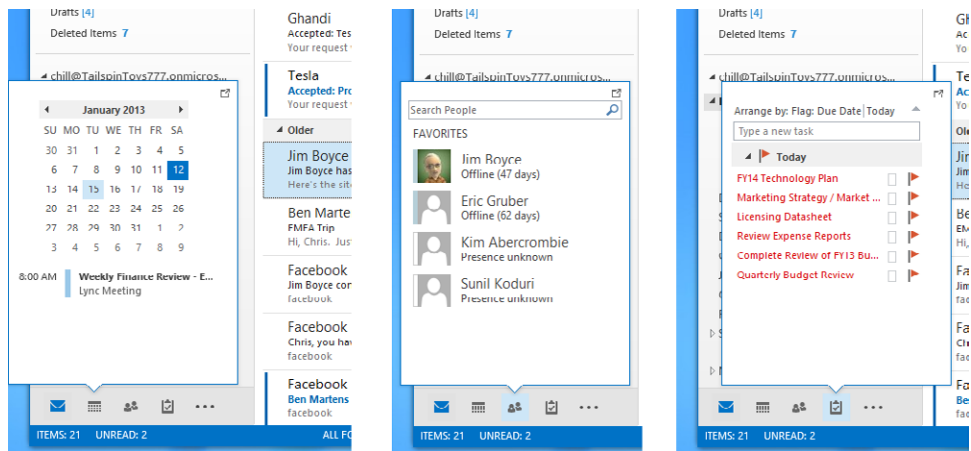 Drafts [4]
Deleted Items 7
chill@TailspinToys777.onmicros...
January 2013
SU MO TU WE TH FR SA
30 31 1 2 3 4 5
6 7 8 9 10 11 12
13 14 15 16 17 18 19
20 21 22 23 24 25 26
27 28 29 30 31 1 2
3 4 5 6 7 8 9
8:00 AM Weekly Finance Review - E...
Lync Meeting
ITEMS: 21 UNREAD: 2
ALL FO
Ghandi
Accepted: Tes
Your request
Tesla
Accepted: Pro
Your request
Older
Jim Boyce
Jim Boyce has
Here's the site
Ben Marte
EMEA Trip
Hi, Chris. Jus
Facebook
Jim Boyce con
facebook
Facebook
Chris, you hav
facebook
Facebook
Ben Martens
facebook
Drafts [4]
Deleted Items 7
chill@TailspinToys777.onmicros...
Search People
FAVORITES
Jim Boyce
Offline (47 days)
Eric Gruber
Offline (62 days)
Kim Abercrombie
Presence unknown
Sunil Koduri
Presence unknown
ITEMS: 21 UNREAD: 2
Drafts [4]
Deleted Items 7
chill@TailspinToys777.onmicros...
Arrange by: Flag: Due Date Today
Type a new task
Today
FY14 Technology Plan
Marketing Strategy / Market ...
Licensing Datasheet
Review Expense Reports
Complete Review of FY13 Bu...
Quarterly Budget Review
ITEMS: 21 UNREAD: 2